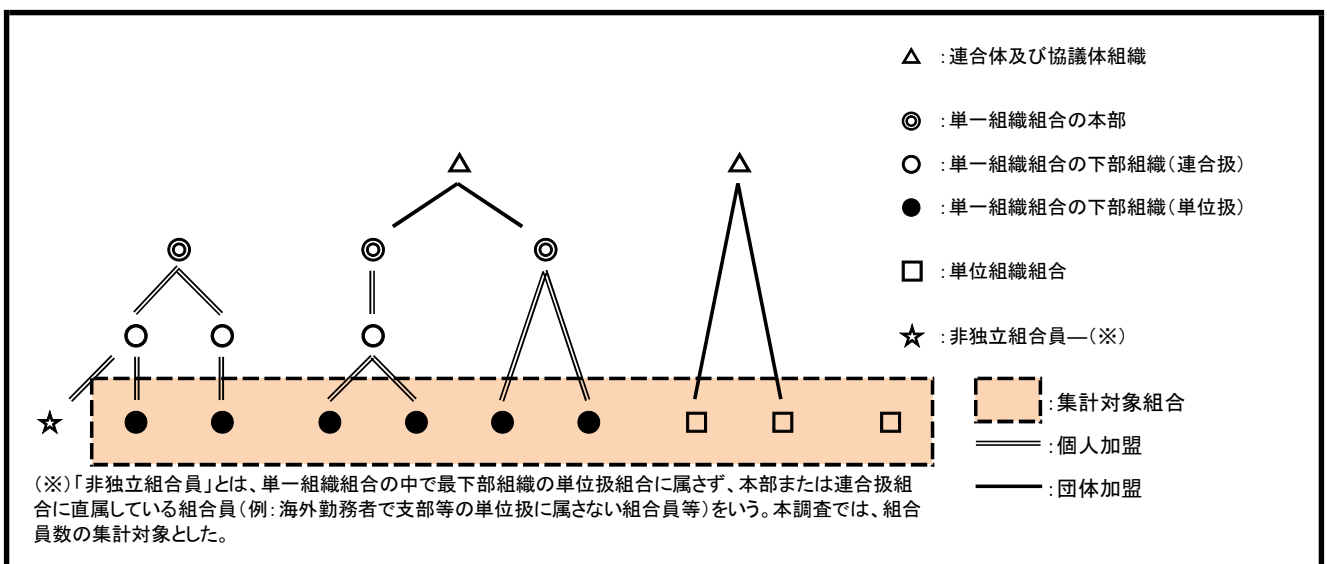 :連合体及び協議体組織
:単一組織組合の本部
:単一組織組合の下部組織(連合扱)
:単一組織組合の下部組織(単位扱)
:単位組織組合
:非独立組合員―(※)
:集計対象組合
:個人加盟
:団体加盟
(※)「非独立組合員」とは、単一組織組合の中で最下部組織の単位扱組合に属さず、本部または連合扱組
合に直属している組合員(例:海外勤務者で支部等の単位扱に属さない組合員等)をいう。本調査では、組合
員数の集計対象とした。